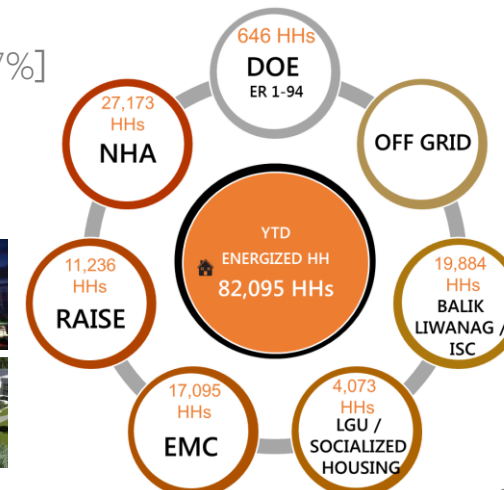 7%]
646 HHs
DOE
ER 1-94
27,173
HHs
NHA
OFF GRID
YTD
ENERGIZED HH
82,095 HHs
11,236
HHs
RAISE
19,884
HHs
BALIK
LIWANAG /
ISC
17,095
HHs
EMC
4,073
HHs
LGU /
SOCIALIZED
HOUSING